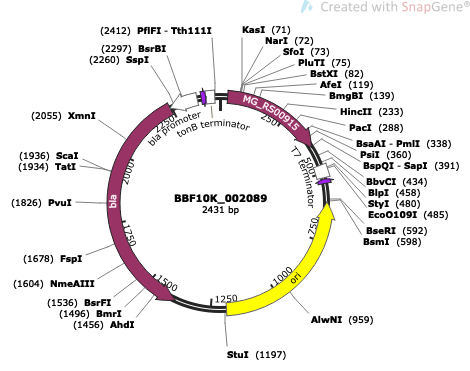 Created with SnapGene®
(2412) PflFI - Tth111I
(2297) BsrBI
(2260) SspI
(2055) XmnI
(1936) ScaI
(1934) TatI
(1826) PvuI
(1678) FspI
(1604) NmeAIII
(1536) BsrFI
(1496) BmrI
(1456) AhdI
KasI (71)
NarI (72)
SfoI (73)
PluTI (75)
BstXI (82)
AfeI (119)
BmgBI (139)
HincII (233)
PacI (288)
BsaAI - PmlI (338)
PsiI (360)
BspQI - SapI (391)
BbvCI (434)
BlpI (458)
StyI (480)
EcoO109I (485)
BseRI (592)
BsmI (598)
AlwNI (959)
StuI (1197)
MG_RS00915
T7 terminator
tonB terminator
bla promoter
bla
ori
250
500
750
1000
1250
1500
1750
2000
2250
BBF10K_002089
2431 bp